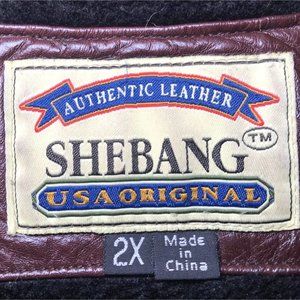 AUTHENTIC LEATHER
SHEBANG™
USA ORIGINAL
2X
Made
in
China